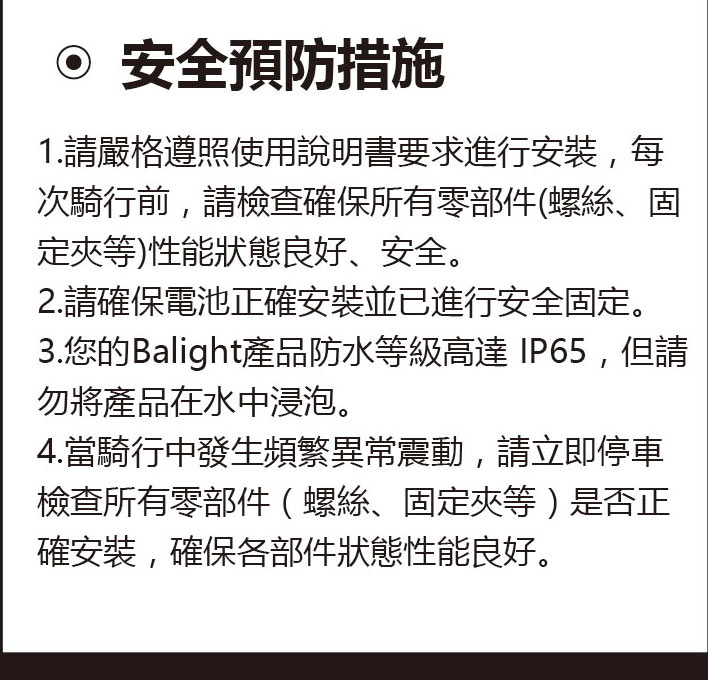 ⦿ 安全預防措施
1.請嚴格遵照使用說明書要求進行安裝，每
次騎行前，請檢查確保所有零部件(螺絲、固
定夾等)性能狀態良好、安全。
2.請確保電池正確安裝並已進行安全固定。
3.您的Balight產品防水等級高達 IP65，但請
勿將產品在水中浸泡。
4.當騎行中發生頻繁異常震動，請立即停車
檢查所有零部件（螺絲、固定夾等）是否正
確安裝，確保各部件狀態性能良好。